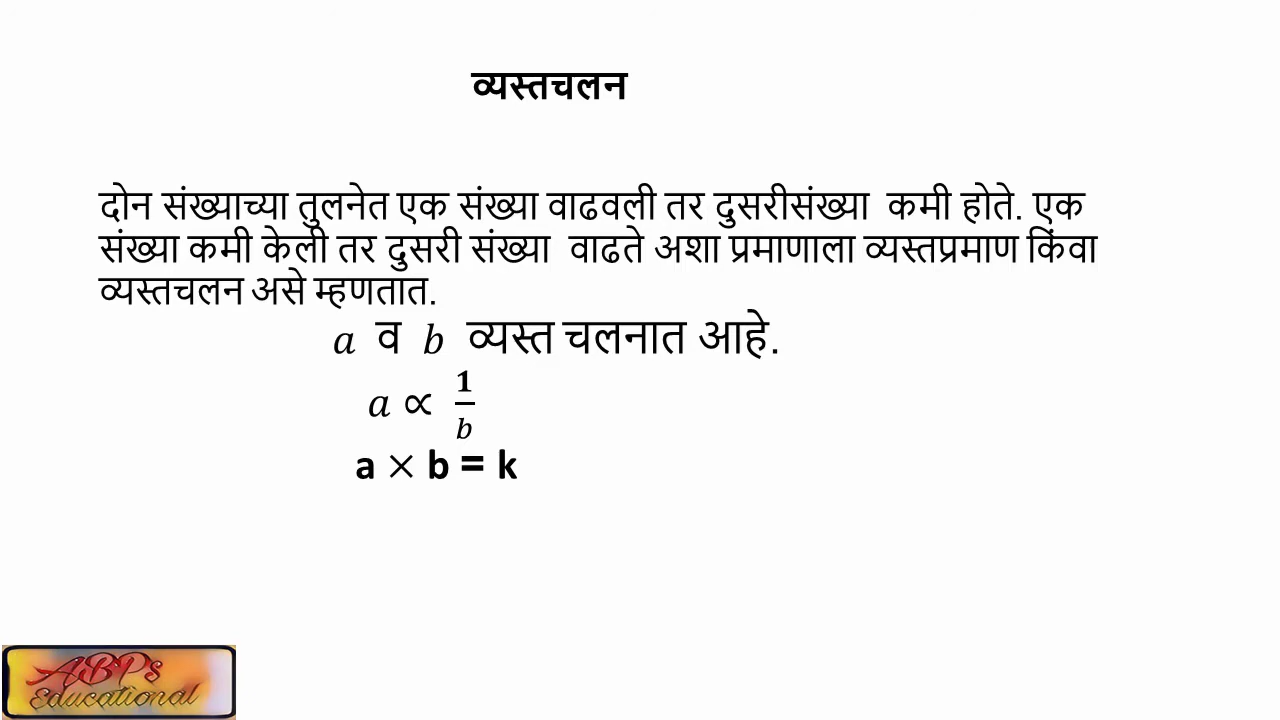 व्यस्तचलन
दोन संख्याच्या तुलनेत एक संख्या वाढवली तर दुसरीसंख्या कमी होते. एक
संख्या कमी केली तर दुसरी संख्या वाढते अशा प्रमाणाला व्यस्तप्रमाण किंवा
व्यस्तचलन असे म्हणतात.
a व b व्यस्त चलनात आहे.
a ∝ 1/b
a × b = k
ABPs
Educational